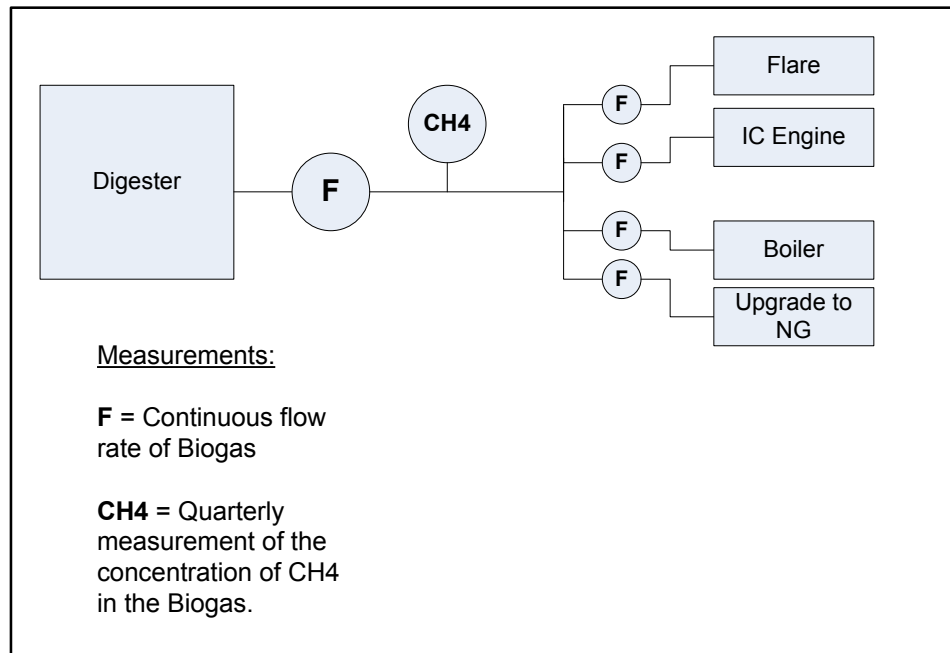 Flare
F
CH4
IC Engine
F
Digester
F
F
Boiler
F
Upgrade to
NG
Measurements:
F = Continuous flow
rate of Biogas
CH4 = Quarterly
measurement of the
concentration of CH4
in the Biogas.